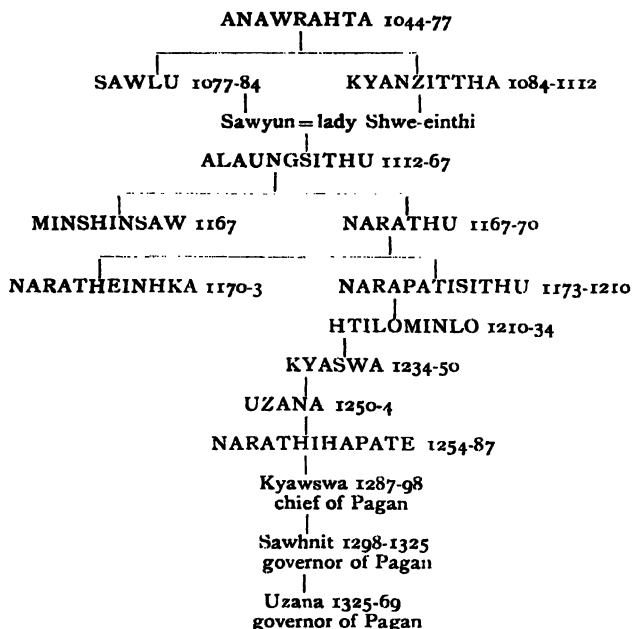 ANAWRAHTA 1044-77
SAWLU 1077-84 KYANZITTHA 1084-1112
Sawyun=lady Shwe-einthi
ALAUNGSITHU 1112-67
MINSHINSAW 1167 NARATHU 1167-70
NARATHEINHKA 1170-3 NARAPATISITHU 1173-1210
HTILOMINLO 1210-34
KYASWA 1234-50
UZANA 1250-4
NARATHIHAPATE 1254-87
Kyawswa 1287-98
chief of Pagan
Sawhnit 1298-1325
governor of Pagan
Uzana 1325-69
governor of Pagan